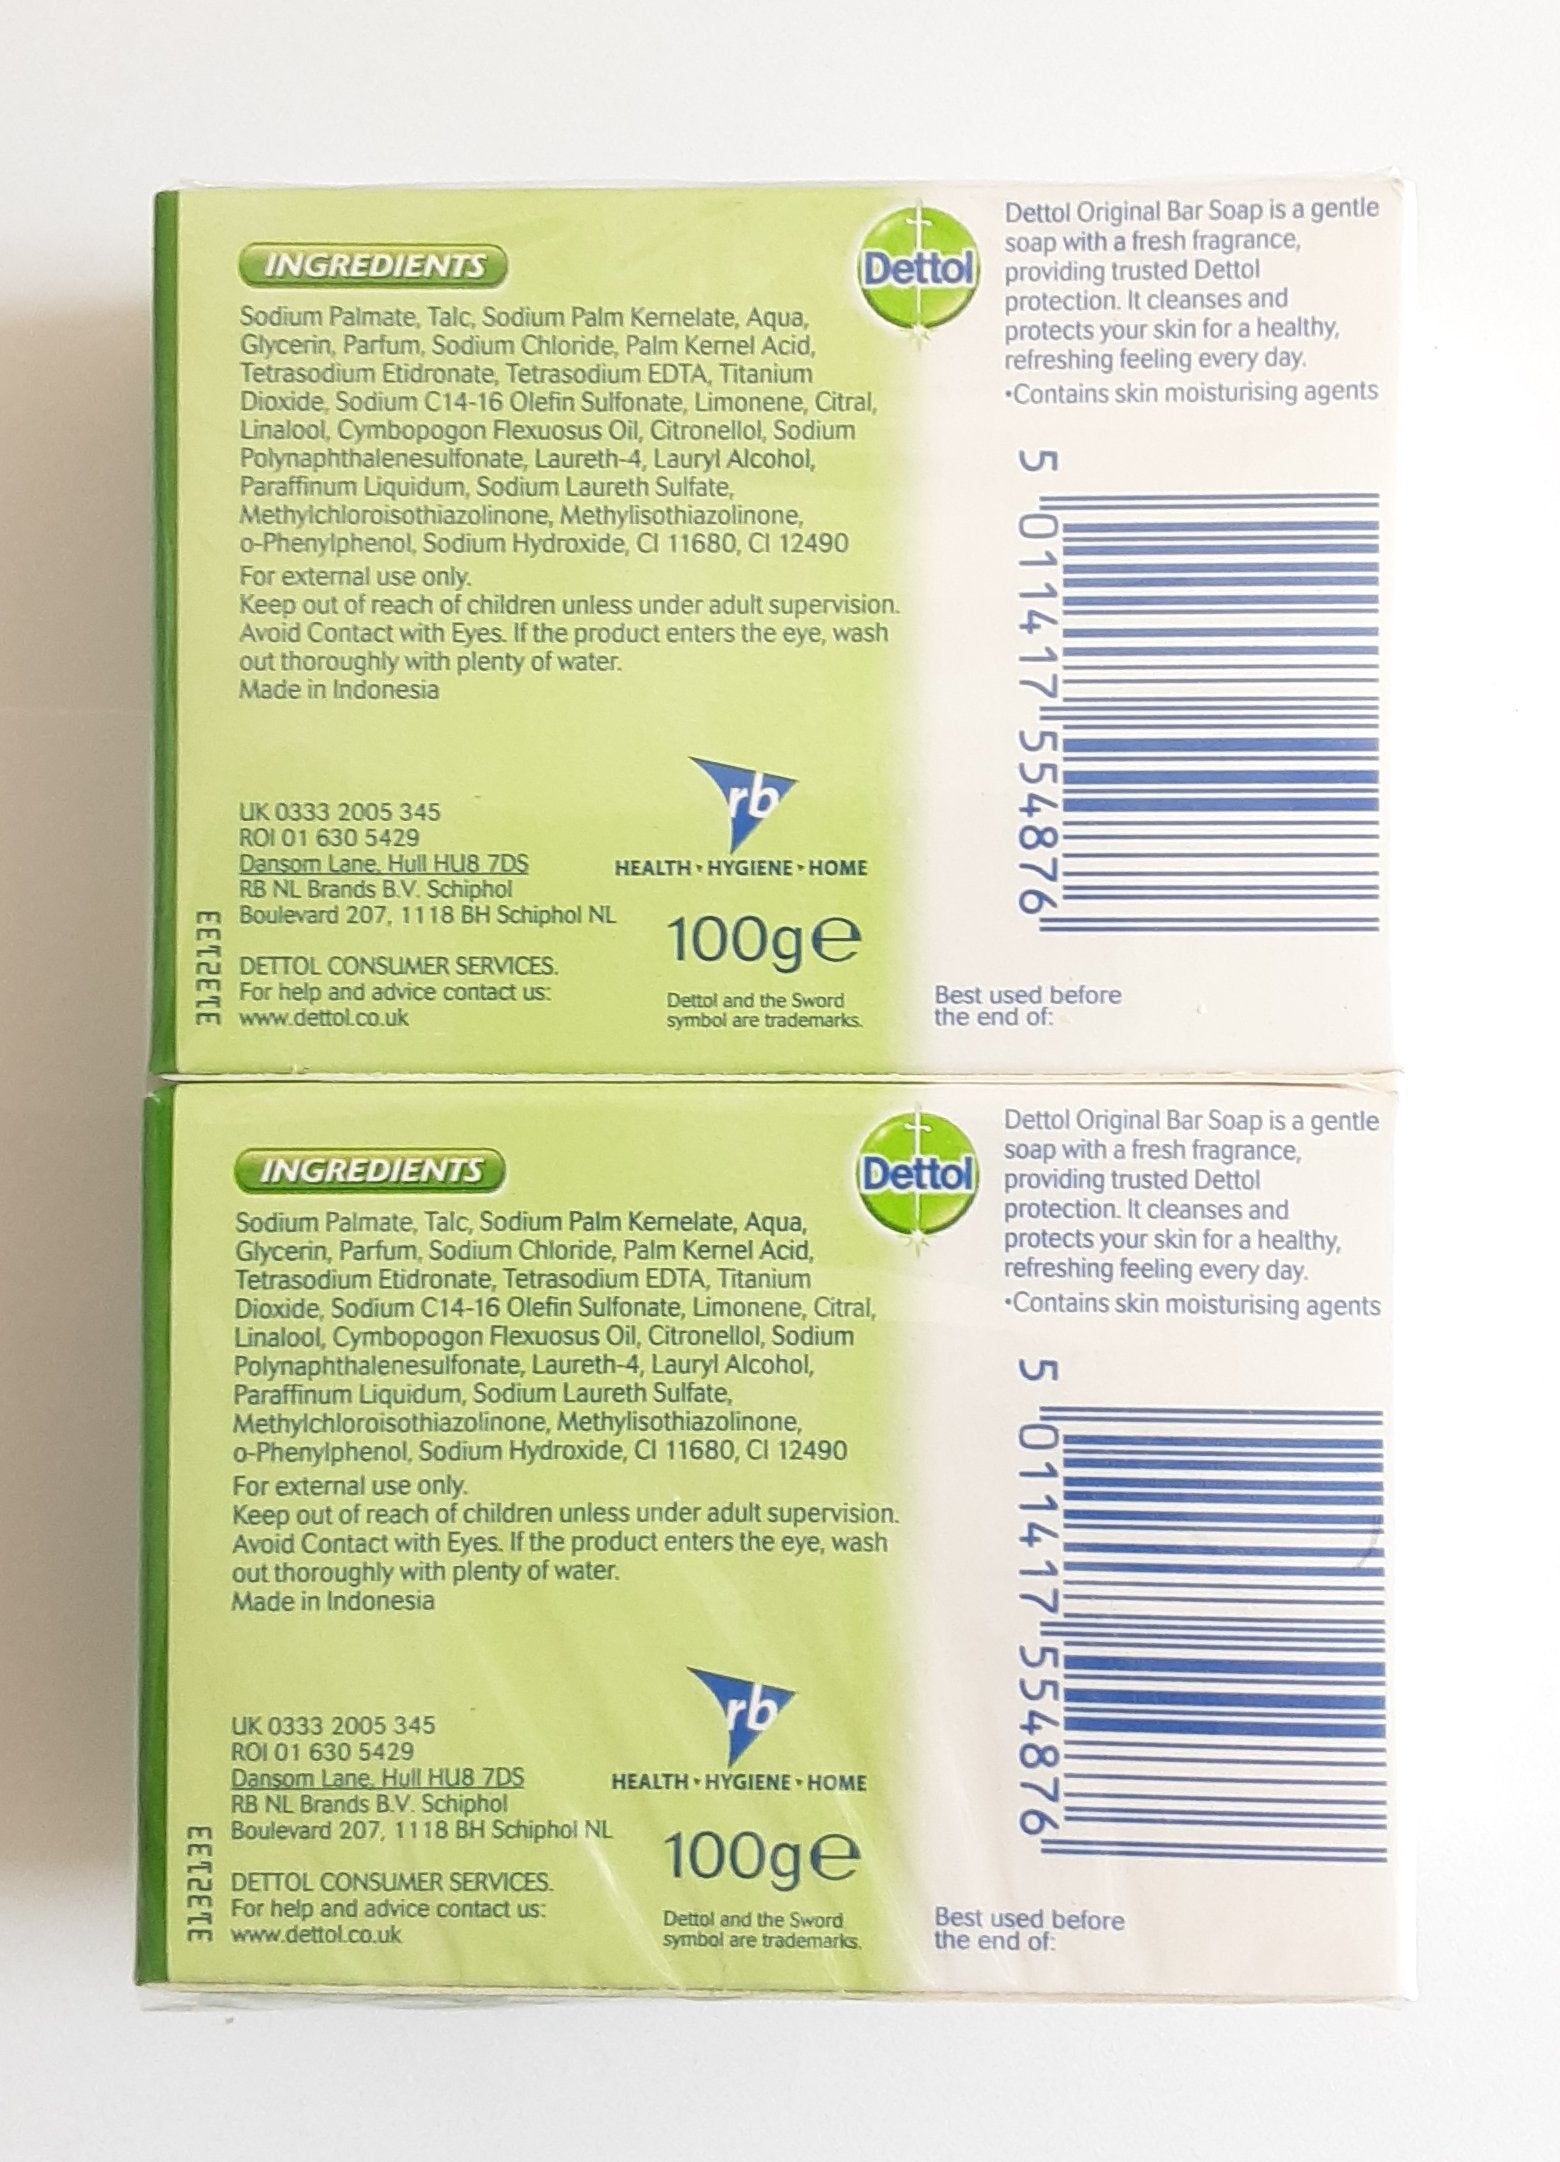 INGREDIENTS
Sodium Palmate, Talc, Sodium Palm Kernelate, Aqua,
Glycerin, Parfum, Sodium Chloride, Palm Kernel Acid,
Tetrasodium Etidronate, Tetrasodium EDTA, Titanium
Dioxide, Sodium C14-16 Olefin Sulfonate, Limonene, Citral,
Linalool, Cymbopogon Flexuosus Oil, Citronellol, Sodium
Polynaphthalenesulfonate, Laureth-4, Lauryl Alcohol,
Paraffinum Liquidum, Sodium Laureth Sulfate,
Methylchloroisothiazolinone, Methylisothiazolinone,
o-Phenylphenol, Sodium Hydroxide, CI 11680, CI 12490
For external use only.
Keep out of reach of children unless under adult supervision.
Avoid Contact with Eyes. If the product enters the eye, wash
out thoroughly with plenty of water.
Made in Indonesia
UK 0333 2005 345
ROI 01 630 5429
Dansom Lane, Hull HU8 7DS
RB NL Brands B.V. Schiphol
Boulevard 207, 1118 BH Schiphol NL
DETTOL CONSUMER SERVICES.
For help and advice contact us:
www.dettol.co.uk
rb
HEALTH • HYGIENE • HOME
100g℮
Dettol and the Sword
symbol are trademarks.
Dettol
Dettol Original Bar Soap is a gentle
soap with a fresh fragrance,
providing trusted Dettol
protection. It cleanses and
protects your skin for a healthy,
refreshing feeling every day.
•Contains skin moisturising agents
5 011417 554876
Best used before
the end of:
INGREDIENTS
Sodium Palmate, Talc, Sodium Palm Kernelate, Aqua,
Glycerin, Parfum, Sodium Chloride, Palm Kernel Acid,
Tetrasodium Etidronate, Tetrasodium EDTA, Titanium
Dioxide, Sodium C14-16 Olefin Sulfonate, Limonene, Citral,
Linalool, Cymbopogon Flexuosus Oil, Citronellol, Sodium
Polynaphthalenesulfonate, Laureth-4, Lauryl Alcohol,
Paraffinum Liquidum, Sodium Laureth Sulfate,
Methylchloroisothiazolinone, Methylisothiazolinone,
o-Phenylphenol, Sodium Hydroxide, CI 11680, CI 12490
For external use only.
Keep out of reach of children unless under adult supervision.
Avoid Contact with Eyes. If the product enters the eye, wash
out thoroughly with plenty of water.
Made in Indonesia
UK 0333 2005 345
ROI 01 630 5429
Dansom Lane, Hull HU8 7DS
RB NL Brands B.V. Schiphol
Boulevard 207, 1118 BH Schiphol NL
DETTOL CONSUMER SERVICES.
For help and advice contact us:
www.dettol.co.uk
rb
HEALTH • HYGIENE • HOME
100g℮
Dettol and the Sword
symbol are trademarks.
Dettol
Dettol Original Bar Soap is a gentle
soap with a fresh fragrance,
providing trusted Dettol
protection. It cleanses and
protects your skin for a healthy,
refreshing feeling every day.
•Contains skin moisturising agents
5 011417 554876
Best used before
the end of: